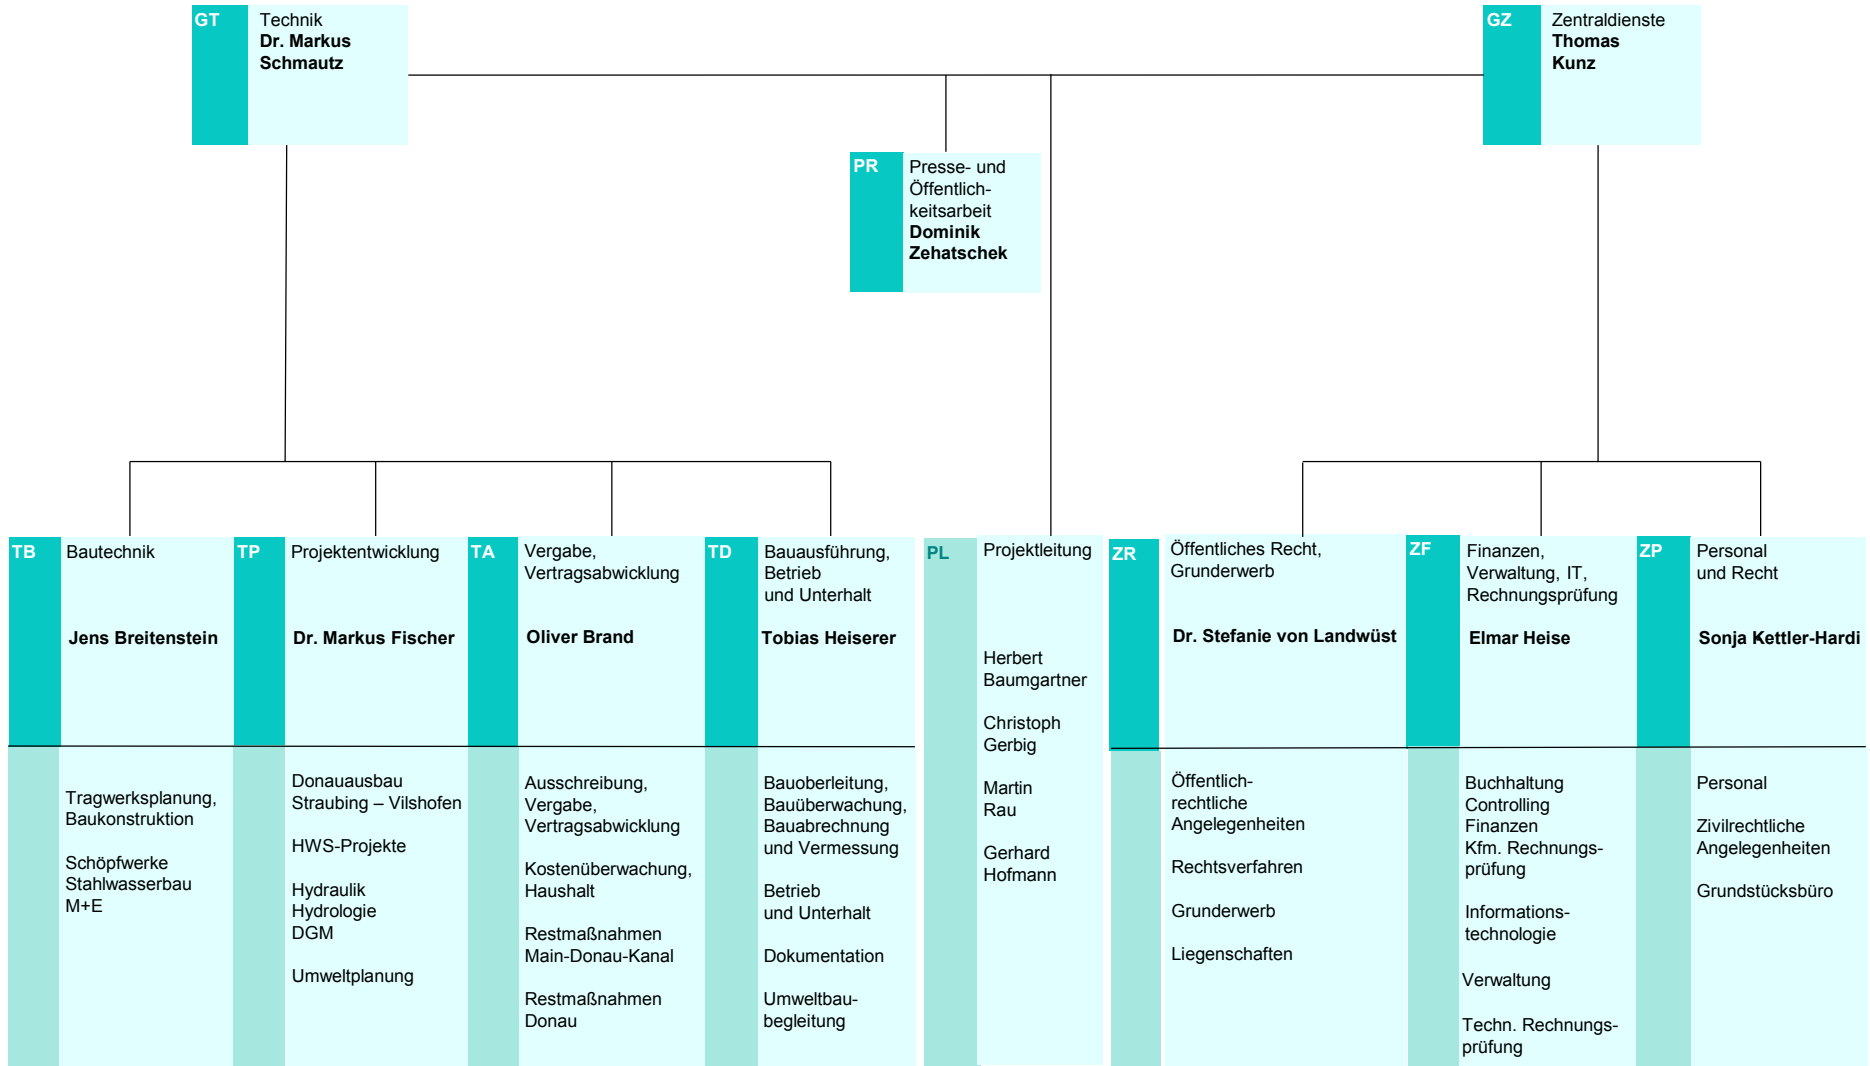 GT
Technik
Dr. Markus
Schmautz
GZ
Zentraldienste
Thomas
Kunz
PR
Presse- und
Öffentlich-
keitsarbeit
Dominik
Zehatschek
TB
Bautechnik
Jens Breitenstein
Tragwerksplanung,
Baukonstruktion
Schöpfwerke
Stahlwasserbau
M+E
TP
Projektentwicklung
Dr. Markus Fischer
Donauausbau
Straubing – Vilshofen
HWS-Projekte
Hydraulik
Hydrologie
DGM
Umweltplanung
TA
Vergabe,
Vertragsabwicklung
Oliver Brand
Ausschreibung,
Vergabe,
Vertragsabwicklung
Kostenüberwachung,
Haushalt
Restmaßnahmen
Main-Donau-Kanal
Restmaßnahmen
Donau
TD
Bauausführung,
Betrieb
und Unterhalt
Tobias Heiserer
Bauoberleitung,
Bauüberwachung,
Bauabrechnung
und Vermessung
Betrieb
und Unterhalt
Dokumentation
Umweltbau-
begleitung
PL
Projektleitung
Herbert
Baumgartner
Christoph
Gerbig
Martin
Rau
Gerhard
Hofmann
ZR
Öffentliches Recht,
Grunderwerb
Dr. Stefanie von Landwüst
Öffentlich-
rechtliche
Angelegenheiten
Rechtsverfahren
Grunderwerb
Liegenschaften
ZF
Finanzen,
Verwaltung, IT,
Rechnungsprüfung
Elmar Heise
Buchhaltung
Controlling
Finanzen
Kfm. Rechnungs-
prüfung
Informations-
technologie
Verwaltung
Techn. Rechnungs-
prüfung
ZP
Personal
und Recht
Sonja Kettler-Hardi
Personal
Zivilrechtliche
Angelegenheiten
Grundstücksbüro